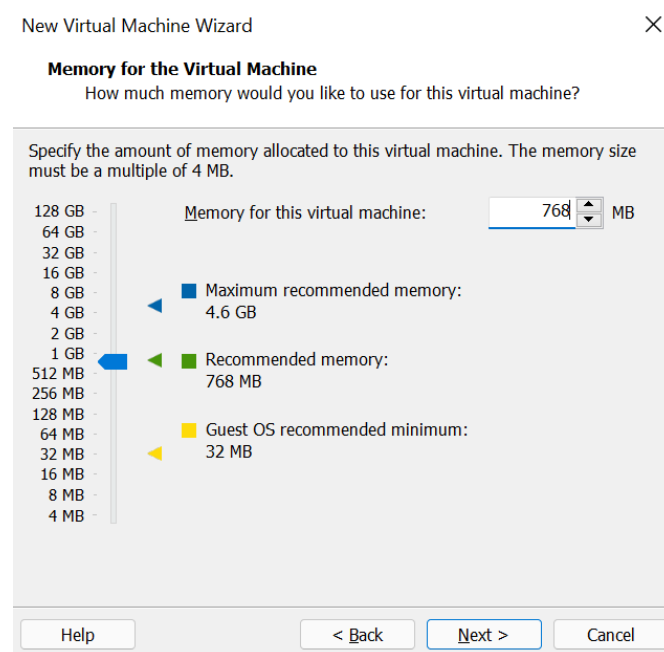 New Virtual Machine Wizard
Memory for the Virtual Machine
How much memory would you like to use for this virtual machine?
Specify the amount of memory allocated to this virtual machine. The memory size
must be a multiple of 4 MB.
128 GB
64 GB
32 GB
16 GB
8 GB
4 GB
2 GB
1 GB
512 MB
256 MB
128 MB
64 MB
32 MB
16 MB
8 MB
4 MB
Memory for this virtual machine: 768 MB
Maximum recommended memory:
4.6 GB
Recommended memory:
768 MB
Guest OS recommended minimum:
32 MB
Help < Back Next > Cancel